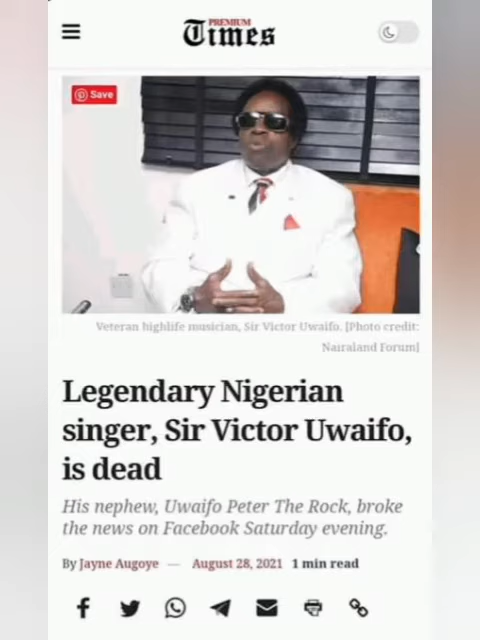 PREMIUM
Times
Save
Veteran highlife musician, Sir Victor Uwaifo. [Photo credit:
Nairaland Forum]
Legendary Nigerian
singer, Sir Victor Uwaifo,
is dead
His nephew, Uwaifo Peter The Rock, broke
the news on Facebook Saturday evening.
By Jayne Augoye — August 28, 2021 1 min read